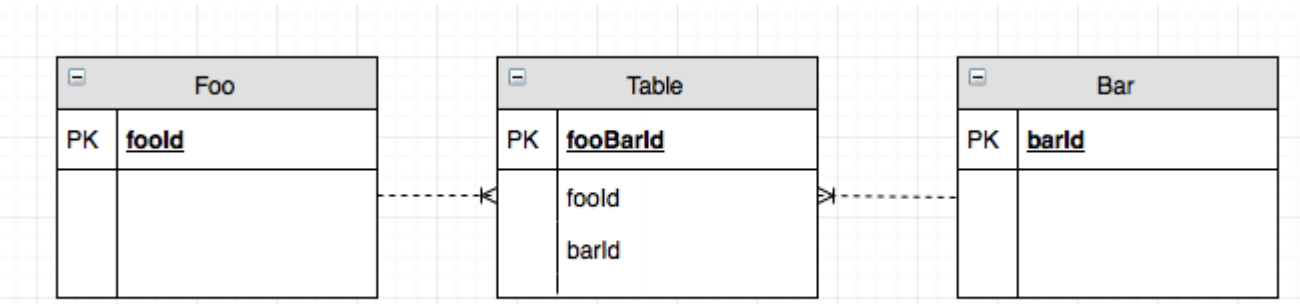 Foo
PK fooId
Table
PK fooBarId
fooId
barId
Bar
PK barId